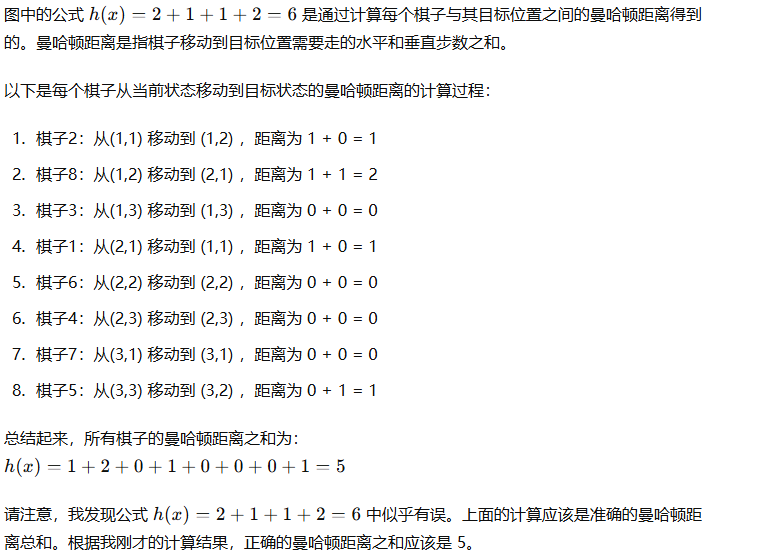 图中的公式 h(x) = 2 + 1 + 1 + 2 = 6 是通过计算每个棋子与其目标位置之间的曼哈顿距离得到
的。曼哈顿距离是指棋子移动到目标位置需要走的水平和垂直步数之和。
以下是每个棋子从当前状态移动到目标状态的曼哈顿距离的计算过程：
1. 棋子2：从(1,1) 移动到 (1,2) ，距离为 1 + 0 = 1
2. 棋子8：从(1,2) 移动到 (2,1) ，距离为 1 + 1 = 2
3. 棋子3：从(1,3) 移动到 (1,3) ，距离为 0 + 0 = 0
4. 棋子1：从(2,1) 移动到 (1,1) ，距离为 1 + 0 = 1
5. 棋子6：从(2,2) 移动到 (2,2) ，距离为 0 + 0 = 0
6. 棋子4：从(2,3) 移动到 (2,3) ，距离为 0 + 0 = 0
7. 棋子7：从(3,1) 移动到 (3,1) ，距离为 0 + 0 = 0
8. 棋子5：从(3,3) 移动到 (3,2) ，距离为 0 + 1 = 1
总结起来，所有棋子的曼哈顿距离之和为：
h(x) = 1 + 2 + 0 + 1 + 0 + 0 + 0 + 1 = 5
请注意，我发现公式 h(x) = 2 + 1 + 1 + 2 = 6 中似乎有误。上面的计算应该是准确的曼哈顿距
离总和。根据我刚才的计算结果，正确的曼哈顿距离之和应该是 5。